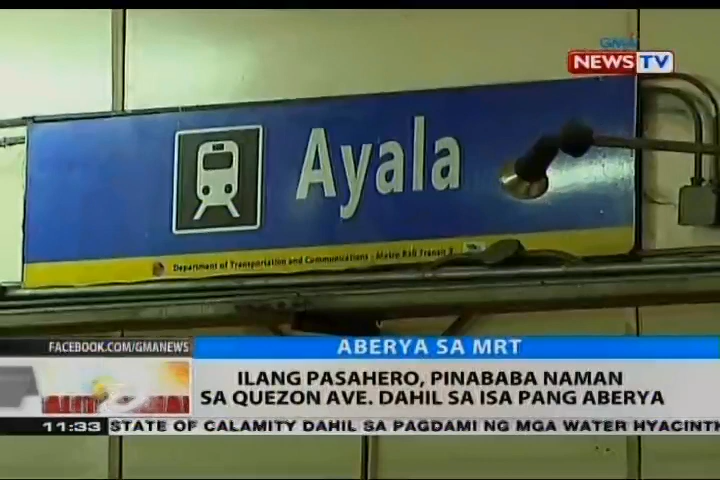 GMA
NEWS TV
Ayala
Department of Transportation and Communications - Metro Rail Transit 3
FACEBOOK.COM/GMANEWS
ABERYA SA MRT
ILANG PASAHERO, PINABABA NAMAN
SA QUEZON AVE. DAHIL SA ISA PANG ABERYA
11:33
STATE OF CALAMITY DAHIL SA PAGDAMI NG MGA WATER HYACINTH